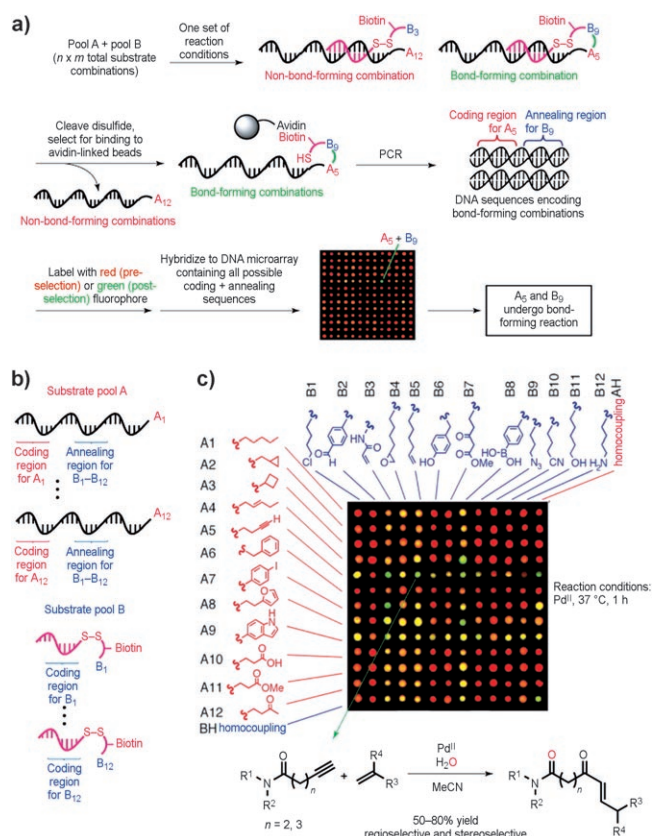 a)
Pool A + pool B
(n x m total substrate
combinations)
One set of
reaction
conditions
Biotin
B3
S–S
A12
Non-bond-forming combination
Biotin
B9
S–S
A5
Bond-forming combination
Cleave disulfide,
select for binding to
avidin-linked beads
A12
Non-bond-forming combinations
Avidin
Biotin
B9
HS
A5
Bond-forming combinations
PCR
Coding region
for A5
Annealing region
for B9
DNA sequences encoding
bond-forming combinations
Label with red (pre-
selection) or green (post-
selection) fluorophore
Hybridize to DNA microarray
containing all possible
coding + annealing
sequences
A5 + B9
A5 and B9
undergo bond-
forming reaction
b)
Substrate pool A
A1
Coding
region
for A1
Annealing
region for
B1–B12
A12
Coding
region
for A12
Annealing
region for
B1–B12
Substrate pool B
S–S
Biotin
B1
Coding
region
for B1
S–S
Biotin
B12
Coding
region
for B12
c)
B1
B2
B3
B4
B5
B6
B7
B8
B9
B10
B11
B12
AH
homocoupling
Cl
O
H
HN
O
O
HO
O
O
OMe
HO
B
OH
N3
CN
OH
H2N
A1
A2
A3
A4
A5
H
A6
A7
I
A8
O
A9
H
N
A10
O
OH
A11
O
OMe
A12
O
BH homocoupling
Reaction conditions:
PdII, 37 °C, 1 h
R1
N
R2
O
n
n = 2, 3
+
R4
R3
PdII
H2O
MeCN
50–80% yield
regioselective and stereoselective
R1
N
R2
O
n
O
R3
R4